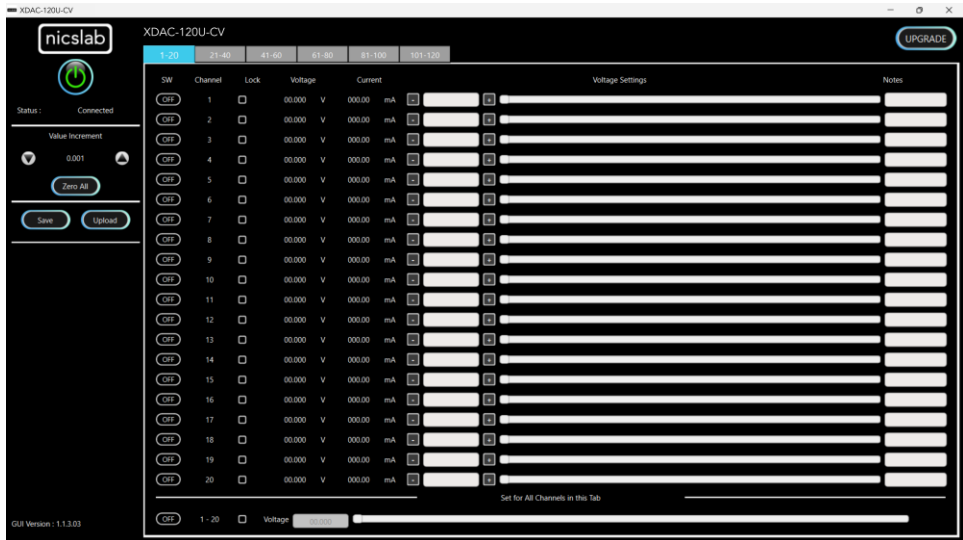 XDAC-120U-CV
nicslab
XDAC-120U-CV
UPGRADE
1-20 21-40 41-60 61-80 81-100 101-120
SW Channel Lock Voltage Current Voltage Settings Notes
OFF 1 00.000 V 000.00 mA - +
OFF 2 00.000 V 000.00 mA - +
OFF 3 00.000 V 000.00 mA - +
OFF 4 00.000 V 000.00 mA - +
OFF 5 00.000 V 000.00 mA - +
OFF 6 00.000 V 000.00 mA - +
OFF 7 00.000 V 000.00 mA - +
OFF 8 00.000 V 000.00 mA - +
OFF 9 00.000 V 000.00 mA - +
OFF 10 00.000 V 000.00 mA - +
OFF 11 00.000 V 000.00 mA - +
OFF 12 00.000 V 000.00 mA - +
OFF 13 00.000 V 000.00 mA - +
OFF 14 00.000 V 000.00 mA - +
OFF 15 00.000 V 000.00 mA - +
OFF 16 00.000 V 000.00 mA - +
OFF 17 00.000 V 000.00 mA - +
OFF 18 00.000 V 000.00 mA - +
OFF 19 00.000 V 000.00 mA - +
OFF 20 00.000 V 000.00 mA - +
Set for All Channels in this Tab
OFF 1 - 20 Voltage 00.000
Status : Connected
Value Increment
0.001
Zero All
Save Upload
GUI Version : 1.1.3.03